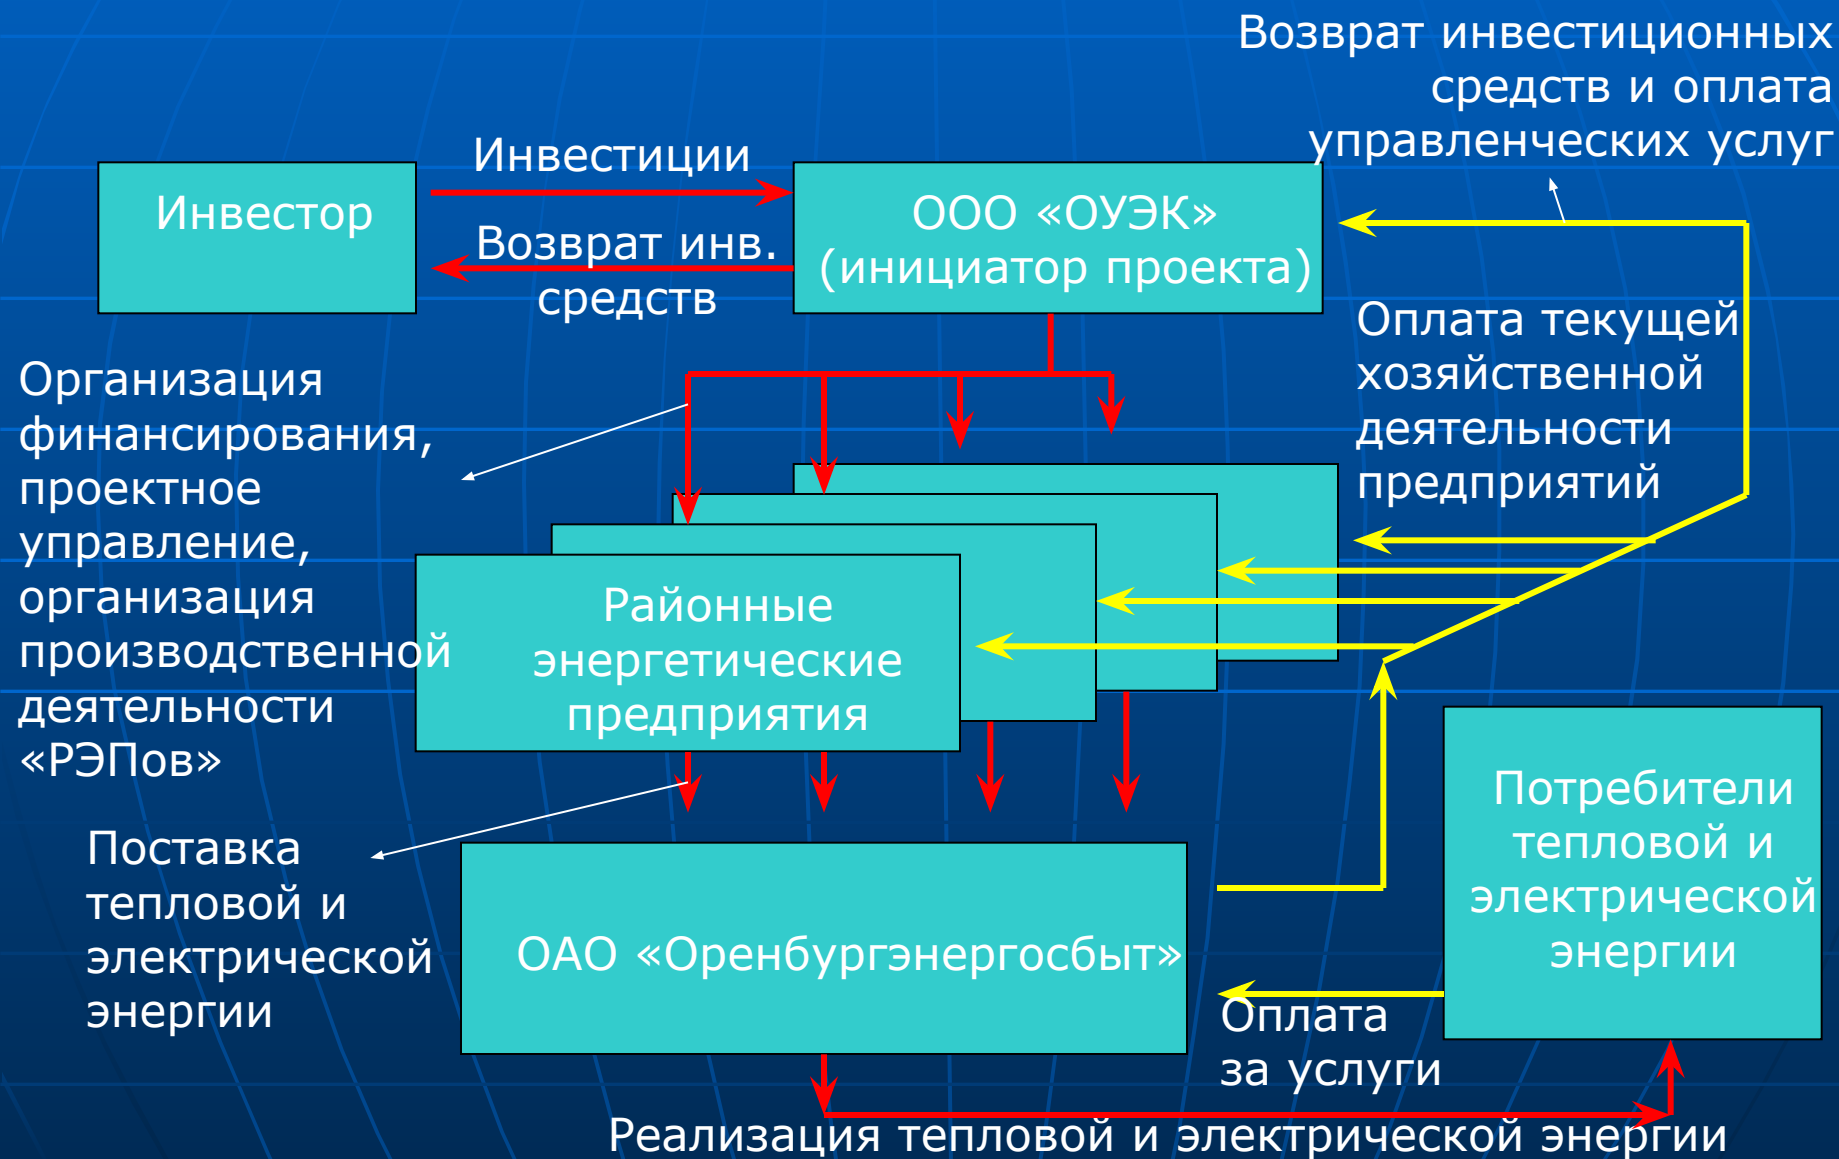 Возврат инвестиционных
средств и оплата
управленческих услуг
Инвестиции
Инвестор
ООО «ОУЭК»
(инициатор проекта)
Возврат инв.
средств
Оплата текущей
хозяйственной
деятельности
предприятий
Организация
финансирования,
проектное
управление,
организация
производственной
деятельности
«РЭПов»
Районные
энергетические
предприятия
Потребители
тепловой и
электрической
энергии
Поставка
тепловой и
электрической
энергии
ОАО «Оренбургэнергосбыт»
Оплата
за услуги
Реализация тепловой и электрической энергии